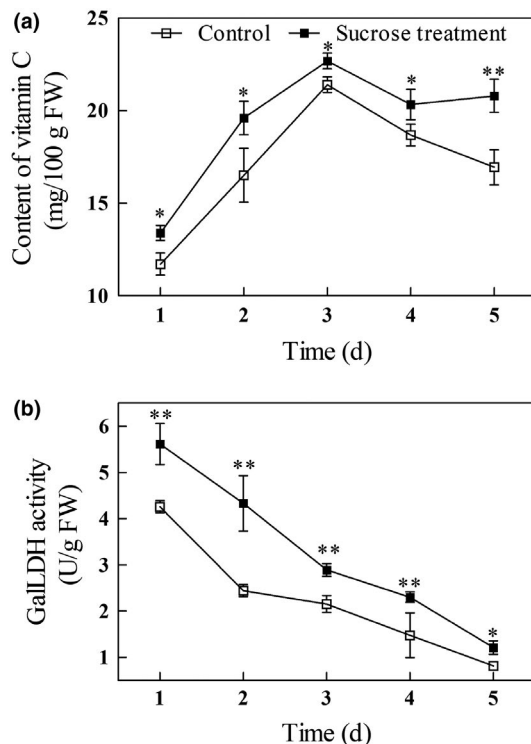 (a)
Control
Sucrose treatment
Content of vitamin C
(mg/100 g FW)
25
20
15
10
*
*
*
*
**
1 2 3 4 5
Time (d)
(b)
GalLDH activity
(U/g FW)
6
5
4
3
2
1
**
**
**
**
*
1 2 3 4 5
Time (d)